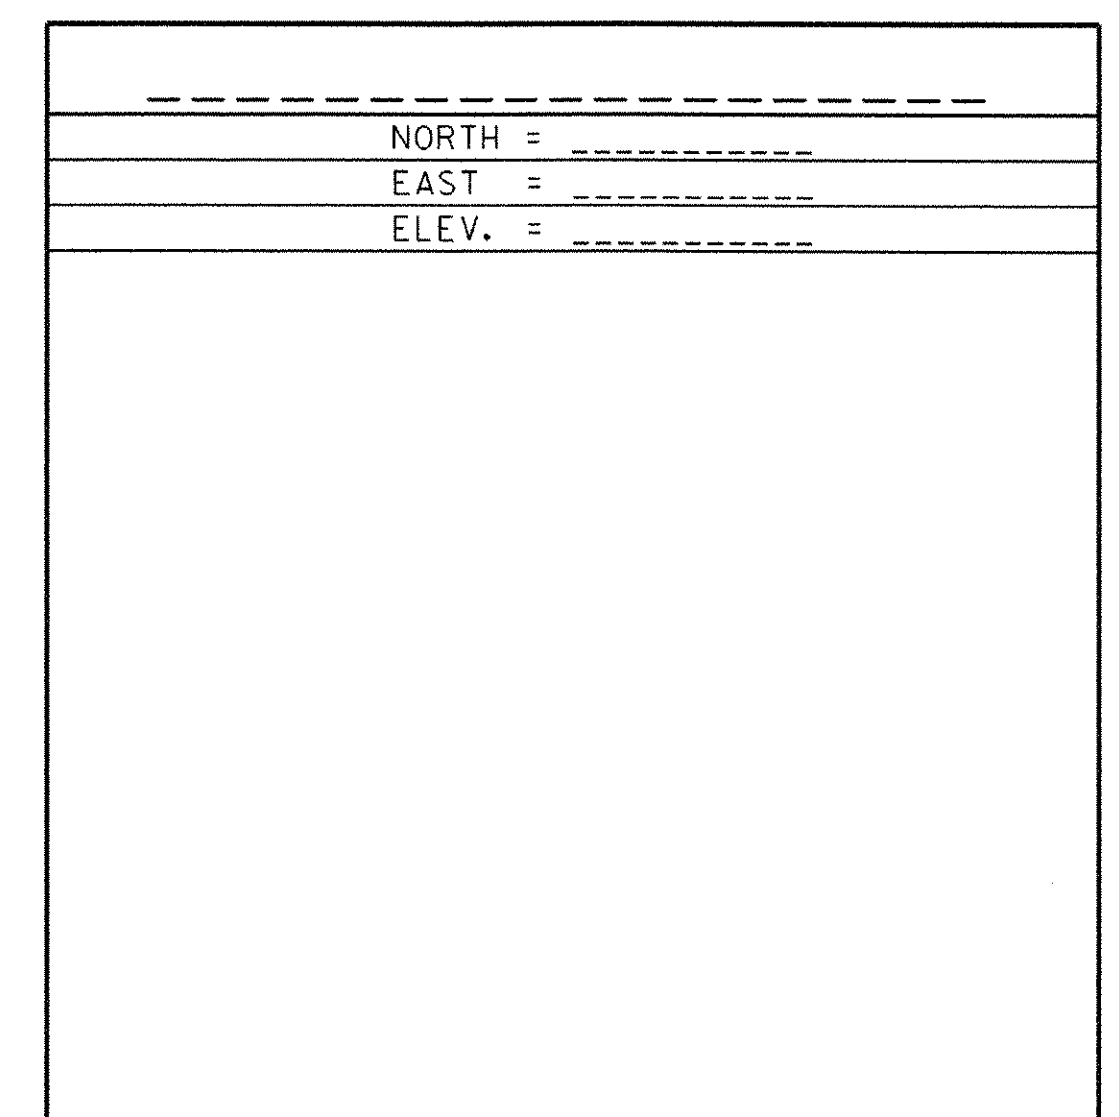 _ _ _ _ _ _ _ _ _ _ _ _ _ _ _ _ _ _ _
NORTH = _ _ _ _ _ _ _ _ _ _ _
EAST = _ _ _ _ _ _ _ _ _ _ _
ELEV. = _ _ _ _ _ _ _ _ _ _ _